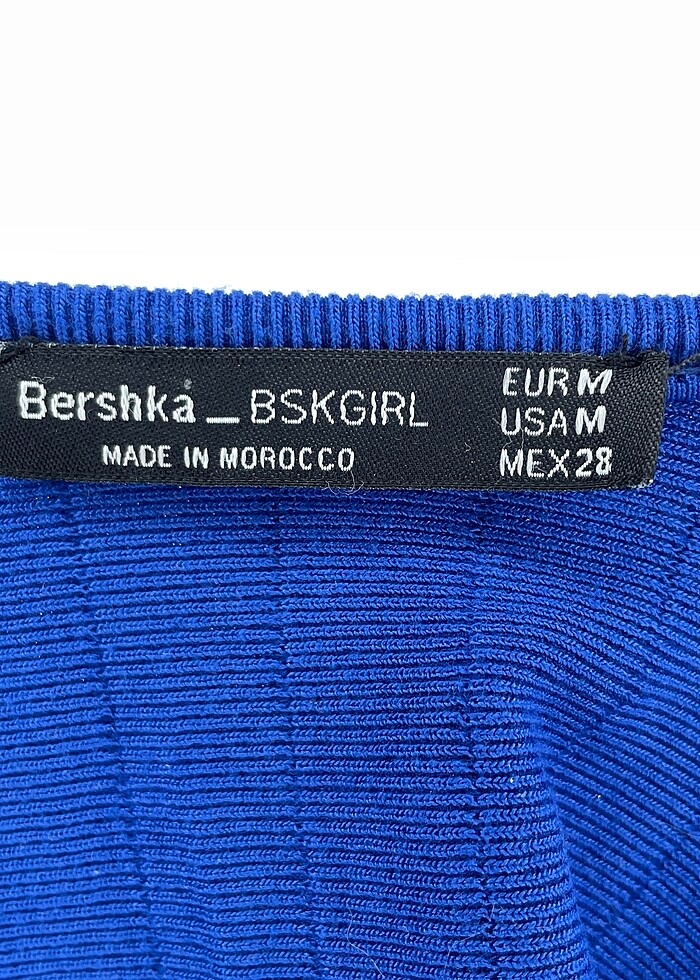 Bershka_BSKGIRL
MADE IN MOROCCO
EUR M
USA M
MEX 28